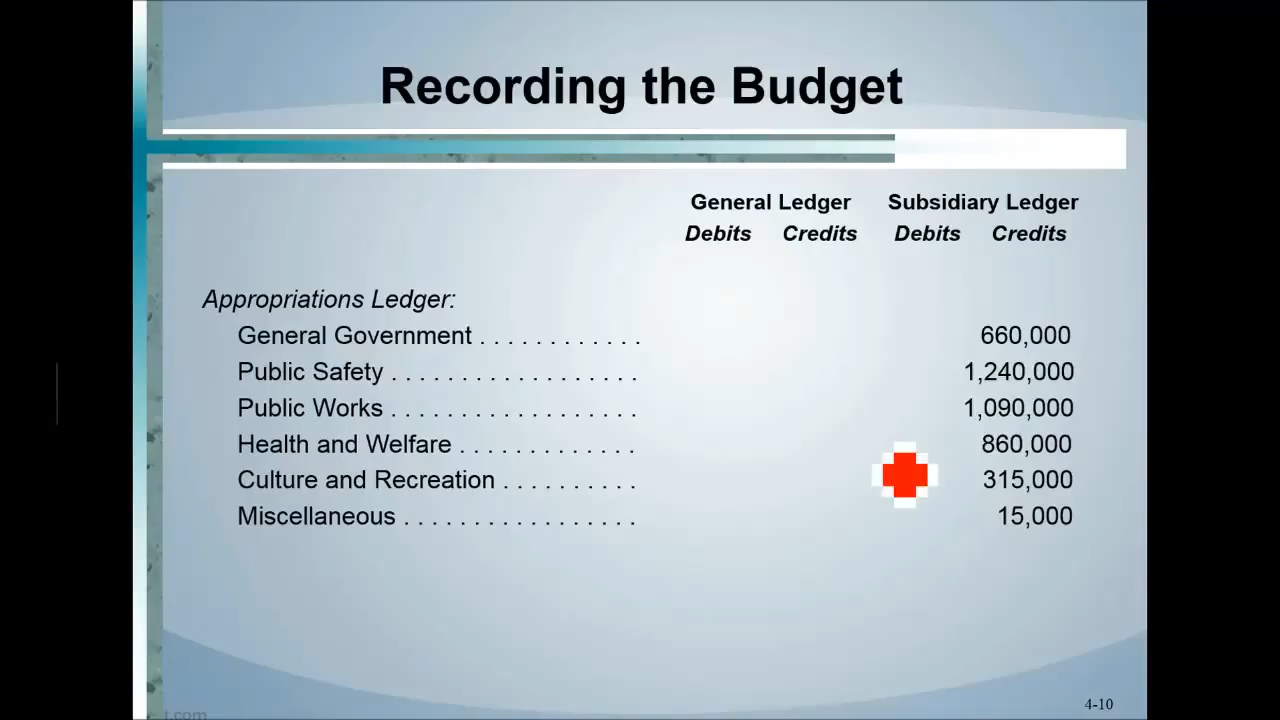 Recording the Budget
General Ledger Subsidiary Ledger
Debits Credits Debits Credits
Appropriations Ledger:
General Government . . . . . . . . . . . . 660,000
Public Safety . . . . . . . . . . . . . . . . . . 1,240,000
Public Works . . . . . . . . . . . . . . . . . . 1,090,000
Health and Welfare . . . . . . . . . . . . . 860,000
Culture and Recreation . . . . . . . . . . 315,000
Miscellaneous . . . . . . . . . . . . . . . . . 15,000
4-10
t.com